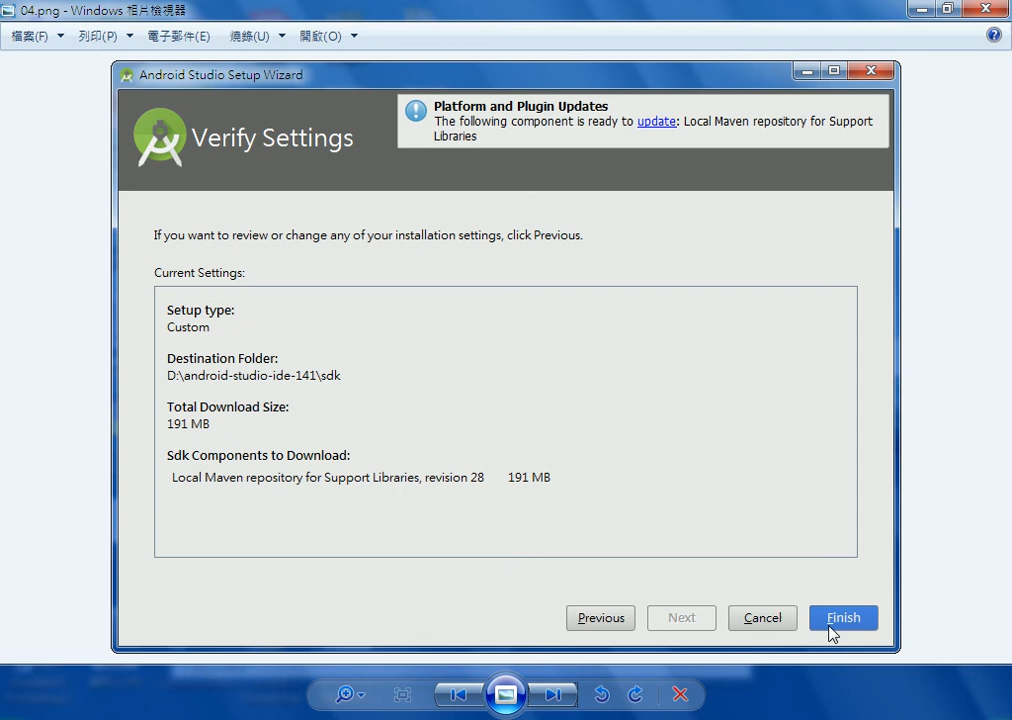 04.png - Windows 相片檢視器
檔案(F) 列印(P) 電子郵件(E) 燒錄(U) 開啟(O)
Android Studio Setup Wizard
Verify Settings
Platform and Plugin Updates
The following component is ready to update: Local Maven repository for Support
Libraries
If you want to review or change any of your installation settings, click Previous.
Current Settings:
Setup type:
Custom
Destination Folder:
D:\android-studio-ide-141\sdk
Total Download Size:
191 MB
Sdk Components to Download:
Local Maven repository for Support Libraries, revision 28 191 MB
Previous Next Cancel Finish